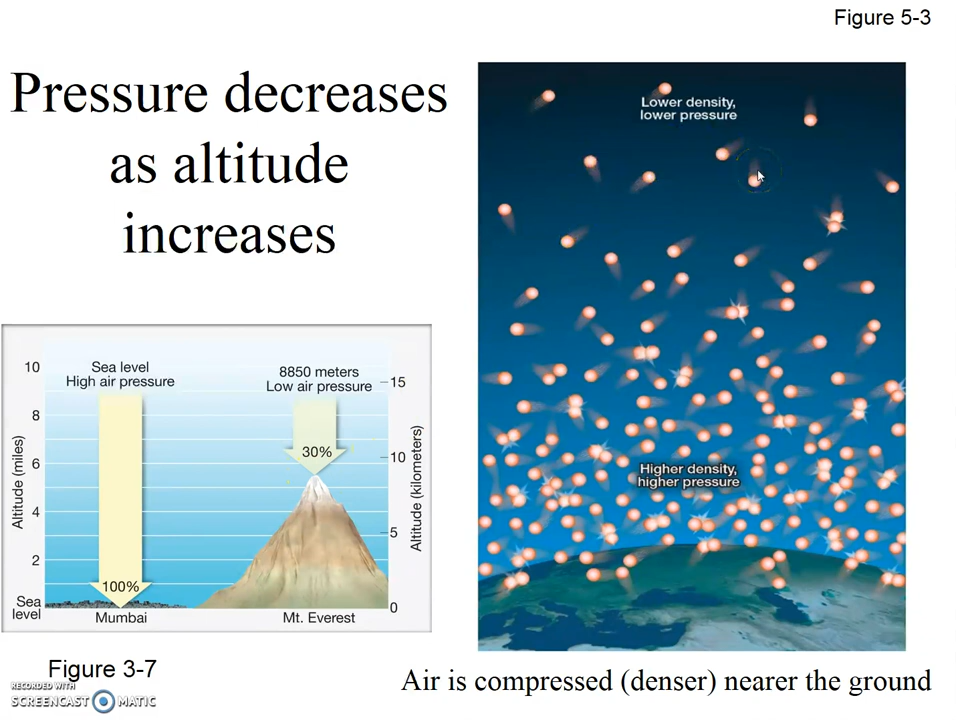 Figure 5-3
Pressure decreases
as altitude
increases
Lower density,
lower pressure
Higher density,
higher pressure
10
8
6
4
2
Sea
level
Altitude (miles)
Sea level
High air pressure
100%
Mumbai
8850 meters
Low air pressure
30%
Mt. Everest
15
10
5
0
Altitude (kilometers)
Figure 3-7
Air is compressed (denser) nearer the ground
RECORDED WITH
SCREENCAST MATIC